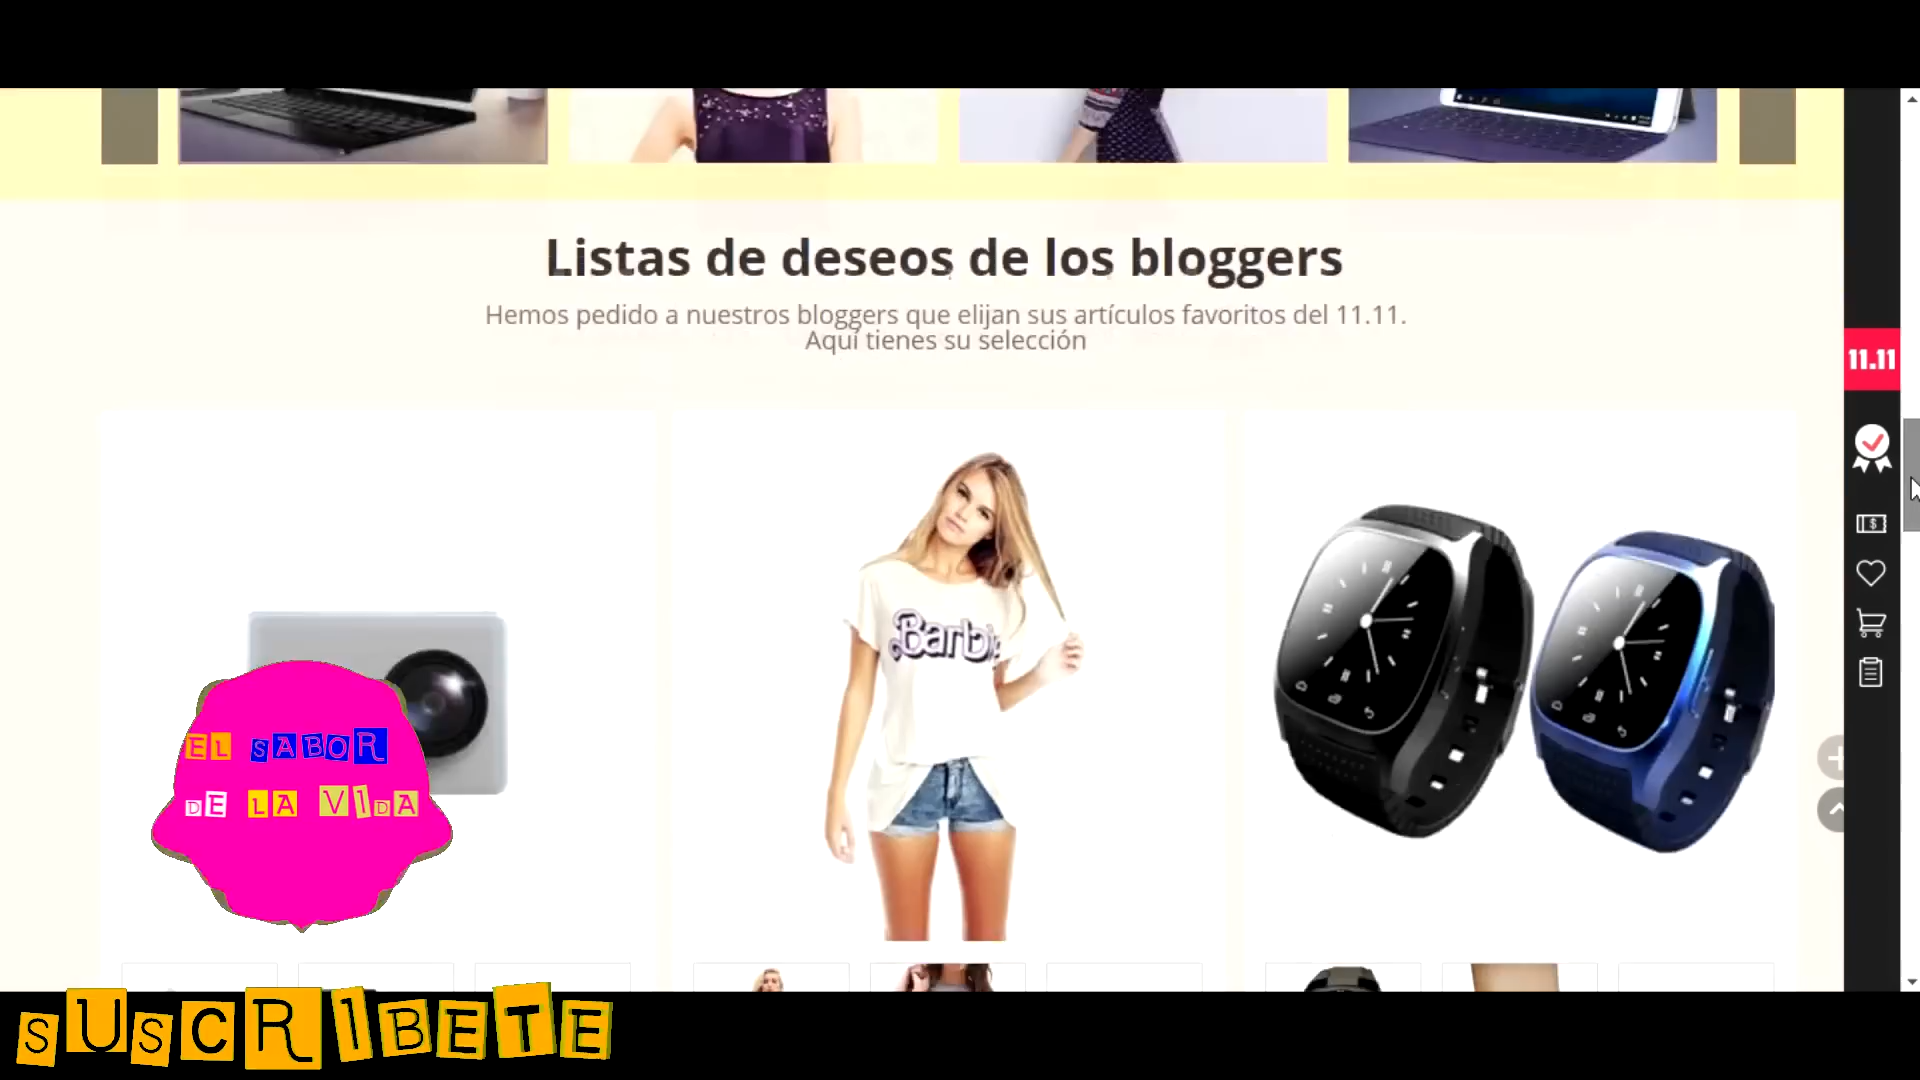 Listas de deseos de los bloggers
Hemos pedido a nuestros bloggers que elijan sus artículos favoritos del 11.11.
Aquí tienes su selección
11.11
Barbie
EL SABOR
DE LA VIDA
SUSCRIBETE